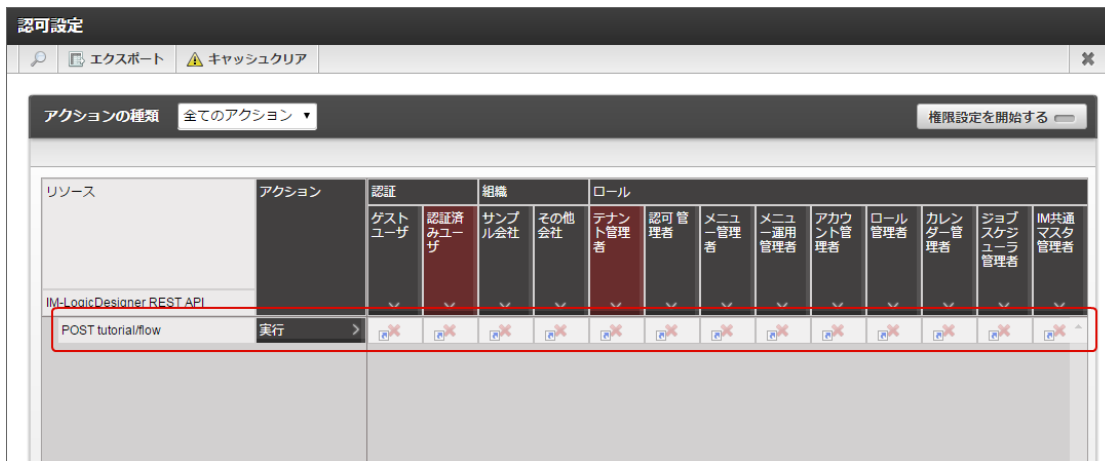 認可設定
エクスポート キャッシュクリア
アクションの種類 全てのアクション 権限設定を開始する
リソース アクション 認証 組織 ロール
ゲストユーザ 認証済みユーザ サンプル会社 その他会社 テナント管理者 認可 管理者 メニュー管理者 メニュー運用管理者 アカウント管理者 ロール管理者 カレンダー管理者 ジョブスケジューラ管理者 IM共通マスタ管理者
IM-LogicDesigner REST API
POST tutorial/flow 実行